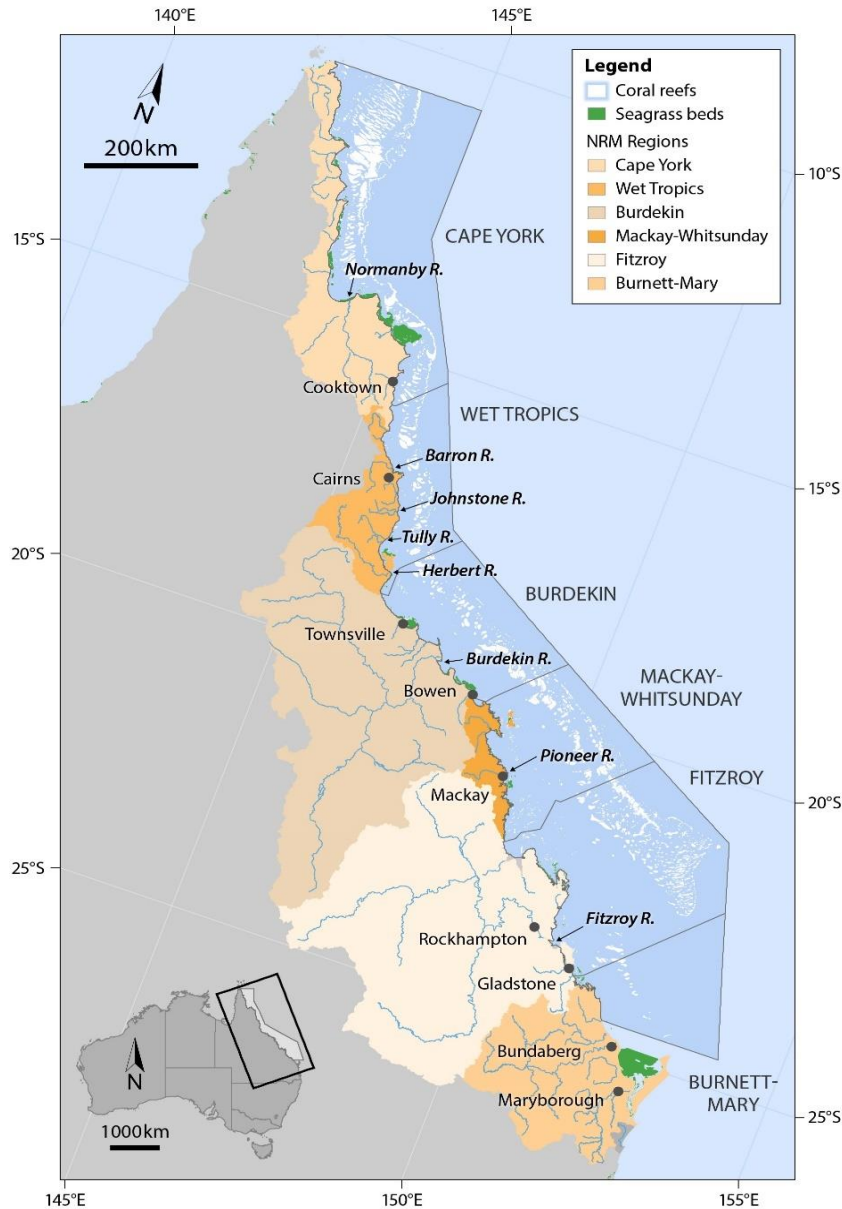 140°E
145°E
N
200km
Legend
Coral reefs
Seagrass beds
NRM Regions
Cape York
Wet Tropics
Burdekin
Mackay-Whitsunday
Fitzroy
Burnett-Mary
10°S
15°S
CAPE YORK
Normanby R.
Cooktown
WET TROPICS
Barron R.
Cairns
15°S
Johnstone R.
Tully R.
20°S
Herbert R.
BURDEKIN
Townsville
Burdekin R.
MACKAY-
WHITSUNDAY
Bowen
Pioneer R.
FITZROY
Mackay
20°S
25°S
Fitzroy R.
Rockhampton
Gladstone
Bundaberg
BURNETT-
MARY
Maryborough
25°S
N
1000km
145°E
150°E
155°E